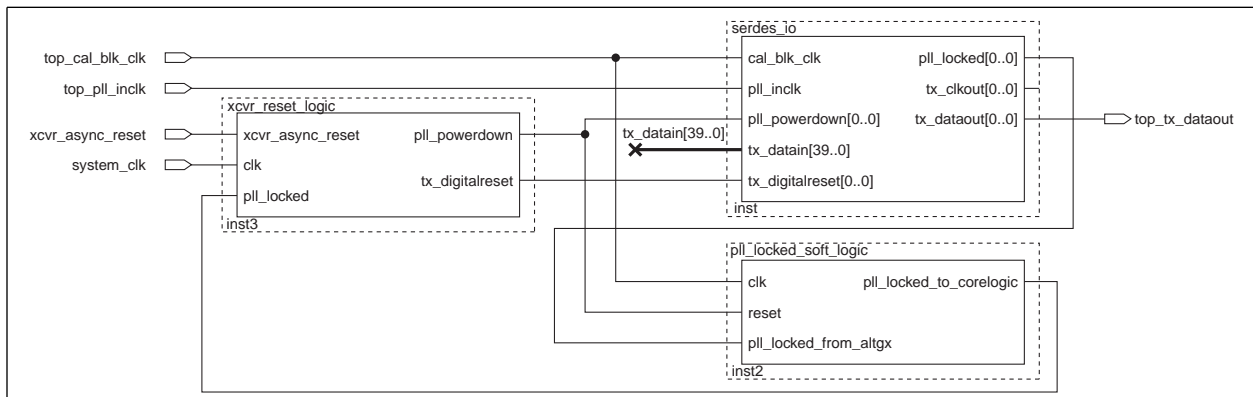 serdes_io
top_cal_blk_clk
cal_blk_clk
pll_locked[0..0]
top_pll_inclk
pll_inclk
tx_clkout[0..0]
xcvr_reset_logic
pll_powerdown[0..0]
tx_dataout[0..0]
top_tx_dataout
xcvr_async_reset
xcvr_async_reset
pll_powerdown
tx_datain[39..0]
tx_datain[39..0]
system_clk
clk
tx_digitalreset
tx_digitalreset[0..0]
pll_locked
inst
inst3
pll_locked_soft_logic
clk
pll_locked_to_corelogic
reset
pll_locked_from_altgx
inst2